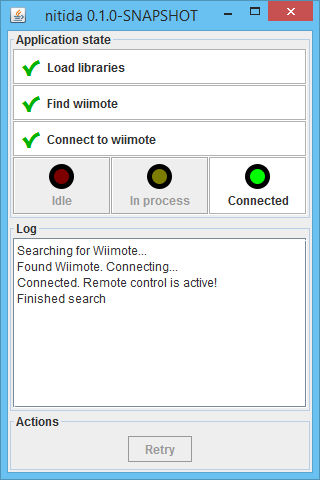 nitida 0.1.0-SNAPSHOT
Application state
Load libraries
Find wiimote
Connect to wiimote
Idle In process Connected
Log
Searching for Wiimote...
Found Wiimote. Connecting...
Connected. Remote control is active!
Finished search
Actions
Retry